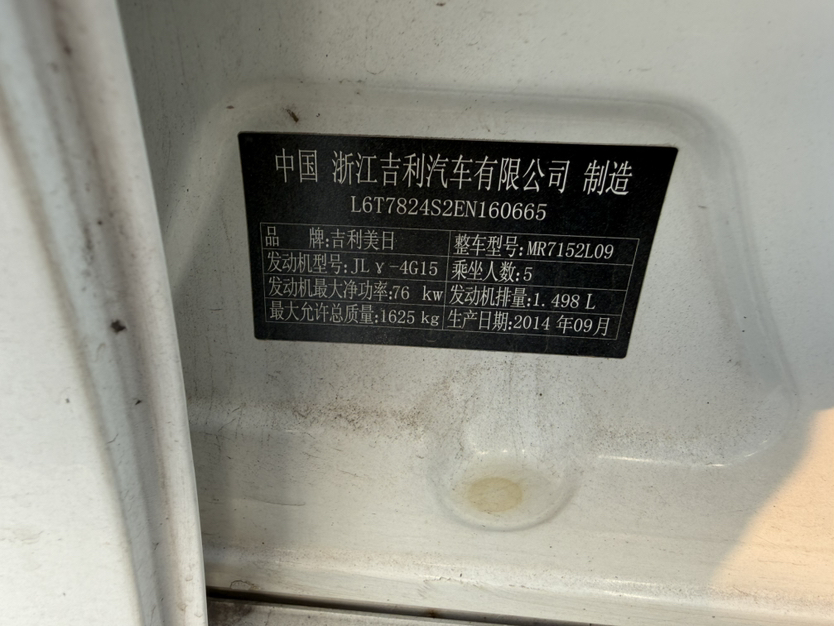 中国 浙江吉利汽车有限公司 制造
L6T7824S2EN160665
品 牌:吉利美日 整车型号:MR7152L09
发动机型号:JLγ-4G15 乘坐人数:5
发动机最大净功率:76 kw 发动机排量:1.498 L
最大允许总质量:1625 kg 生产日期:2014 年09月